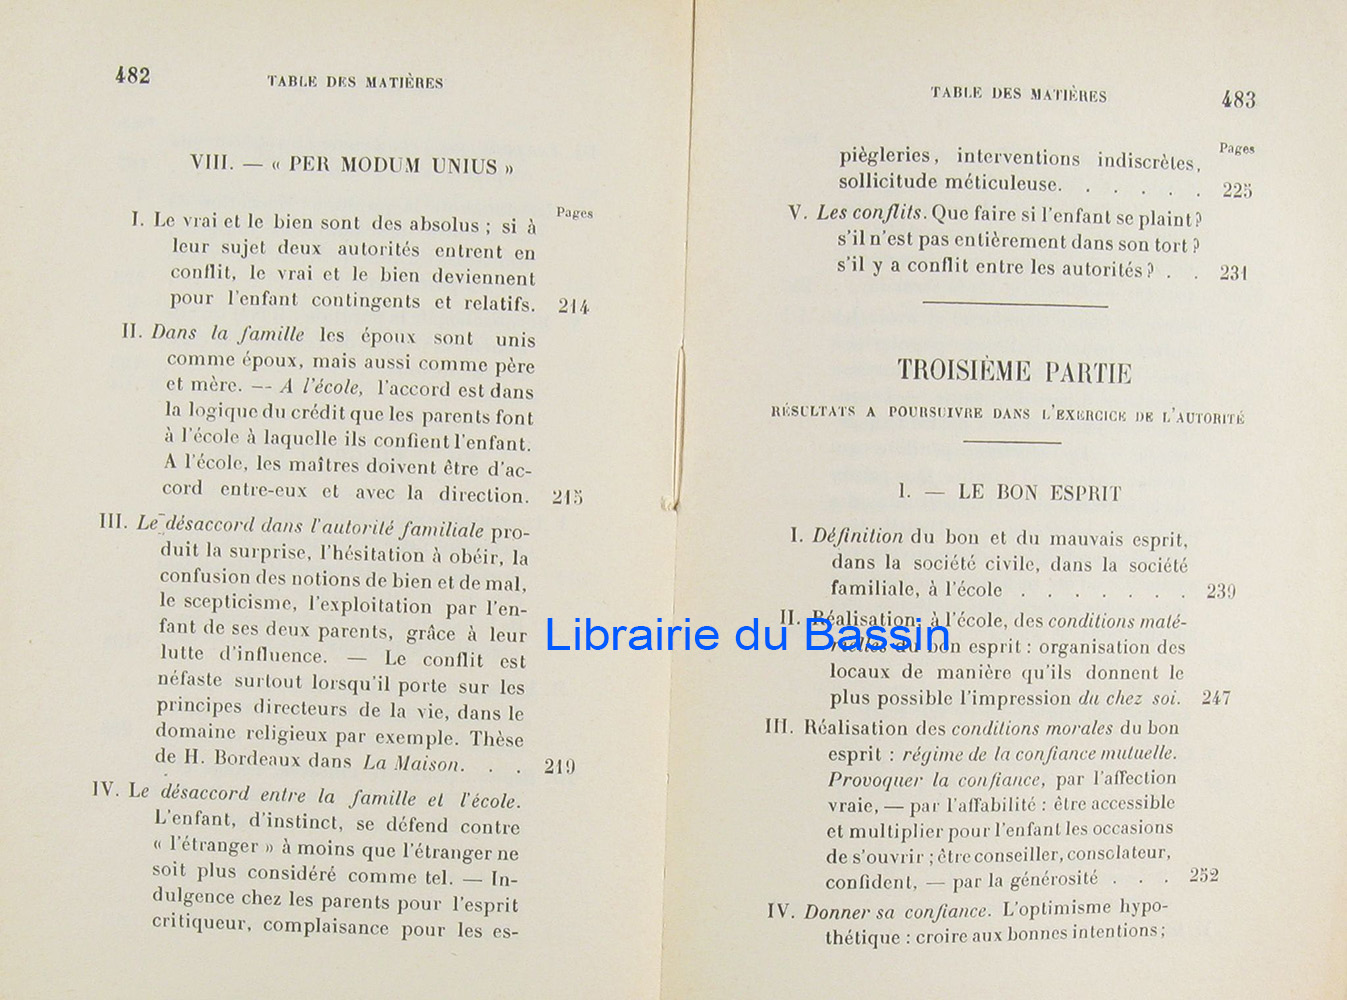 482
TABLE DES MATIÈRES
VIII. — « PER MODUM UNIUS »
Pages
I. Le vrai et le bien sont des absolus ; si à
leur sujet deux autorités entrent en
conflit, le vrai et le bien deviennent
pour l'enfant contingents et relatifs. 214
II. Dans la famille les époux sont unis
comme époux, mais aussi comme père
et mère. — A l'école, l'accord est dans
la logique du crédit que les parents font
à l'école à laquelle ils confient l'enfant.
A l'école, les maîtres doivent être d'ac-
cord entre-eux et avec la direction. 215
III. Le désaccord dans l'autorité familiale pro-
duit la surprise, l'hésitation à obéir, la
confusion des notions de bien et de mal,
le scepticisme, l'exploitation par l'en-
fant de ses deux parents, grâce à leur
lutte d'influence. — Le conflit est
néfaste surtout lorsqu'il porte sur les
principes directeurs de la vie, dans le
domaine religieux par exemple. Thèse
de H. Bordeaux dans La Maison. . . 219
IV. Le désaccord entre la famille et l'école.
L'enfant, d'instinct, se défend contre
« l'étranger » à moins que l'étranger ne
soit plus considéré comme tel. — In-
dulgence chez les parents pour l'esprit
critiqueur, complaisance pour les es-
TABLE DES MATIÈRES
483
Pages
piègleries, interventions indiscrètes,
sollicitude méticuleuse. . . . . . 225
V. Les conflits. Que faire si l'enfant se plaint ?
s'il n'est pas entièrement dans son tort ?
s'il y a conflit entre les autorités ? . . 231
TROISIÈME PARTIE
RÉSULTATS A POURSUIVRE DANS L'EXERCICE DE L'AUTORITÉ
I. — LE BON ESPRIT
I. Définition du bon et du mauvais esprit,
dans la société civile, dans la société
familiale, à l'école . . . . . . . 239
II. Réalisation, à l'école, des conditions maté-
rielles du bon esprit : organisation des
locaux de manière qu'ils donnent le
plus possible l'impression du chez soi. 247
III. Réalisation des conditions morales du bon
esprit : régime de la confiance mutuelle.
Provoquer la confiance, par l'affection
vraie, — par l'affabilité : être accessible
et multiplier pour l'enfant les occasions
de s'ouvrir ; être conseiller, consolateur,
confident, — par la générosité . . . 252
IV. Donner sa confiance. L'optimisme hypo-
thétique : croire aux bonnes intentions ;
Librairie du Bassin